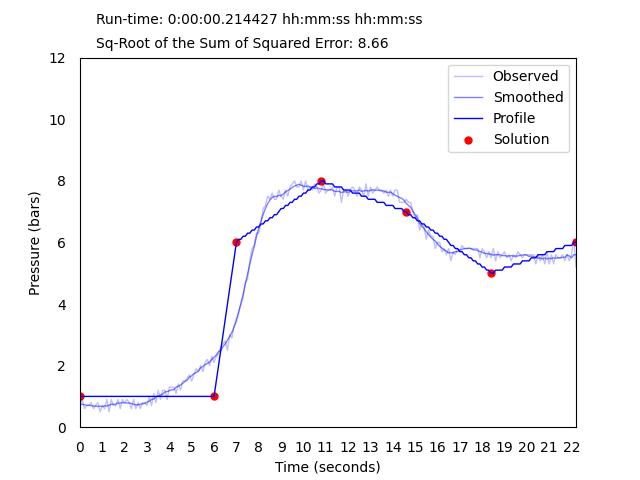 Run-time: 0:00:00.214427 hh:mm:ss hh:mm:ss
Sq-Root of the Sum of Squared Error: 8.66
12
10
8
6
4
2
0
Pressure (bars)
Observed
Smoothed
Profile
Solution
0 1 2 3 4 5 6 7 8 9 10 11 12 13 14 15 16 17 18 19 20 21 22
Time (seconds)